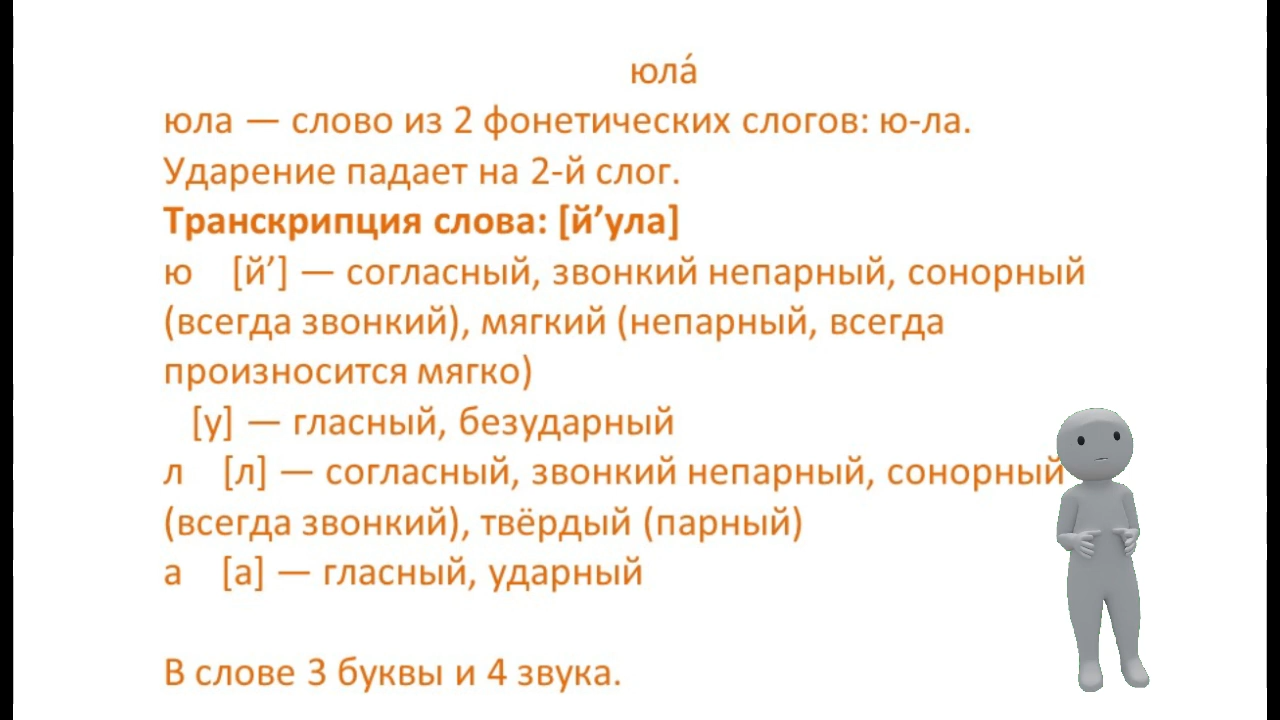 юла́
юла — слово из 2 фонетических слогов: ю-ла.
Ударение падает на 2-й слог.
Транскрипция слова: [й’ула]
ю [й’] — согласный, звонкий непарный, сонорный
(всегда звонкий), мягкий (непарный, всегда
произносится мягко)
[у] — гласный, безударный
л [л] — согласный, звонкий непарный, сонорный
(всегда звонкий), твёрдый (парный)
а [а] — гласный, ударный
В слове 3 буквы и 4 звука.